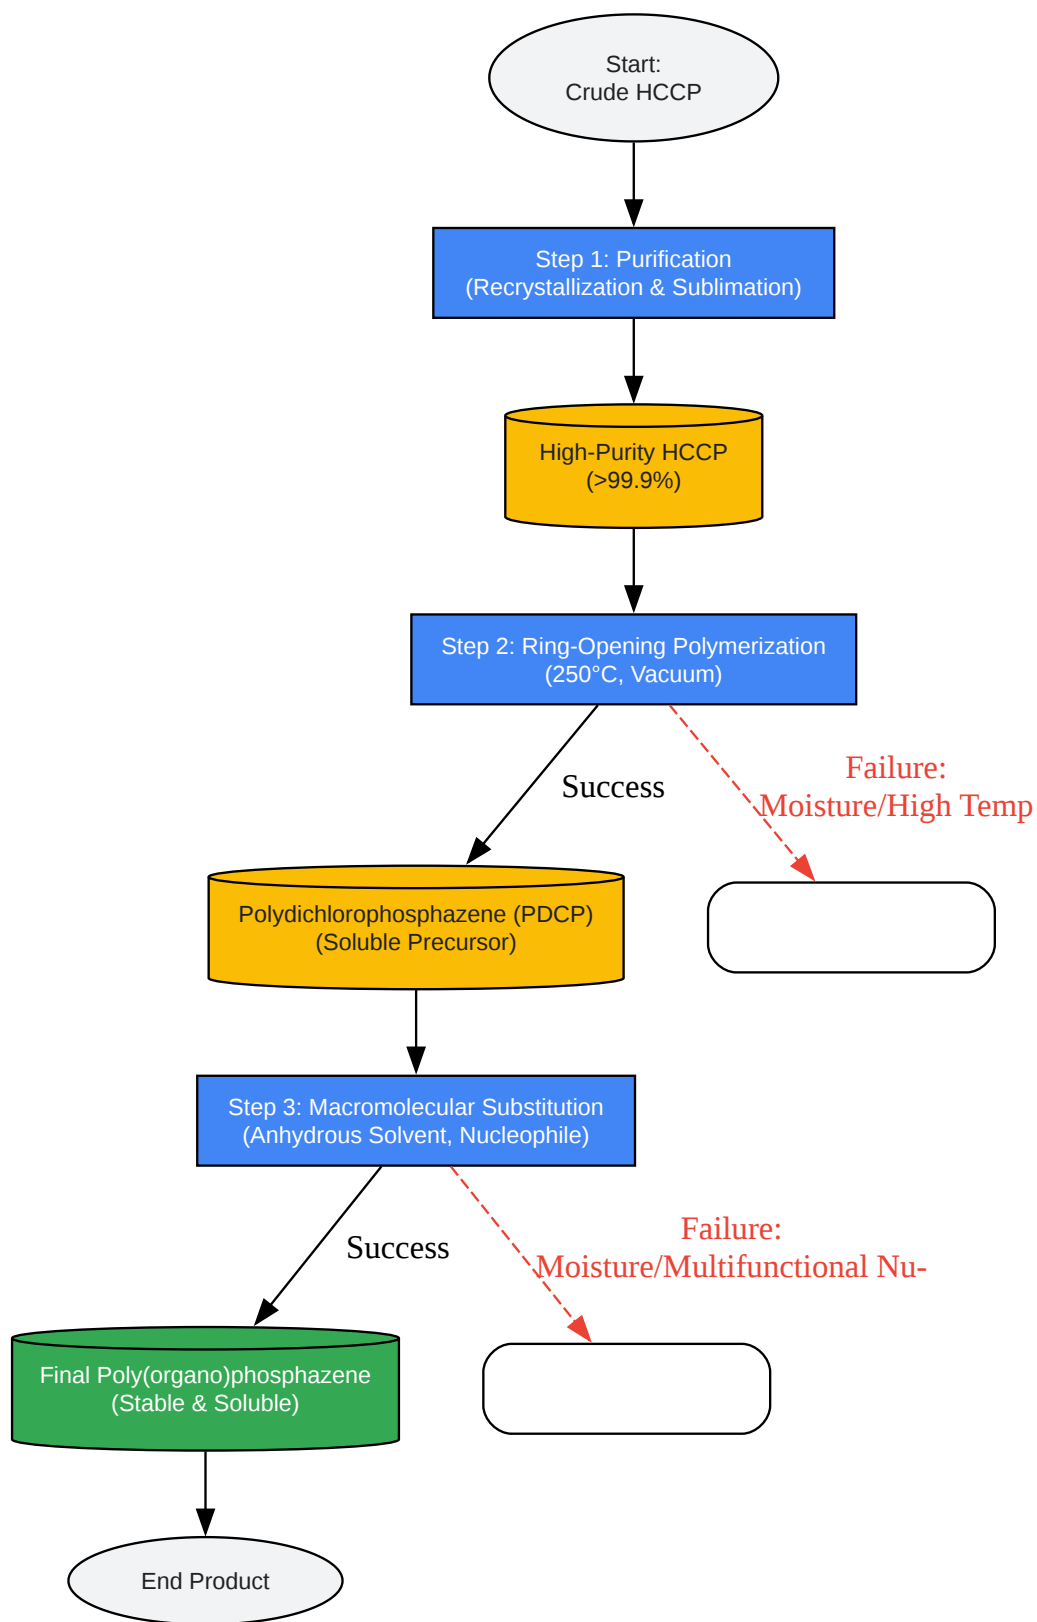 Start:
Crude HCCP
Step 1: Purification
(Recrystallization & Sublimation)
High-Purity HCCP
(>99.9%)
Step 2: Ring-Opening Polymerization
(250°C, Vacuum)
Success
Failure:
Moisture/High Temp
Polydichlorophosphazene (PDCP)
(Soluble Precursor)
Step 3: Macromolecular Substitution
(Anhydrous Solvent, Nucleophile)
Success
Failure:
Moisture/Multifunctional Nu-
Final Poly(organo)phosphazene
(Stable & Soluble)
End Product